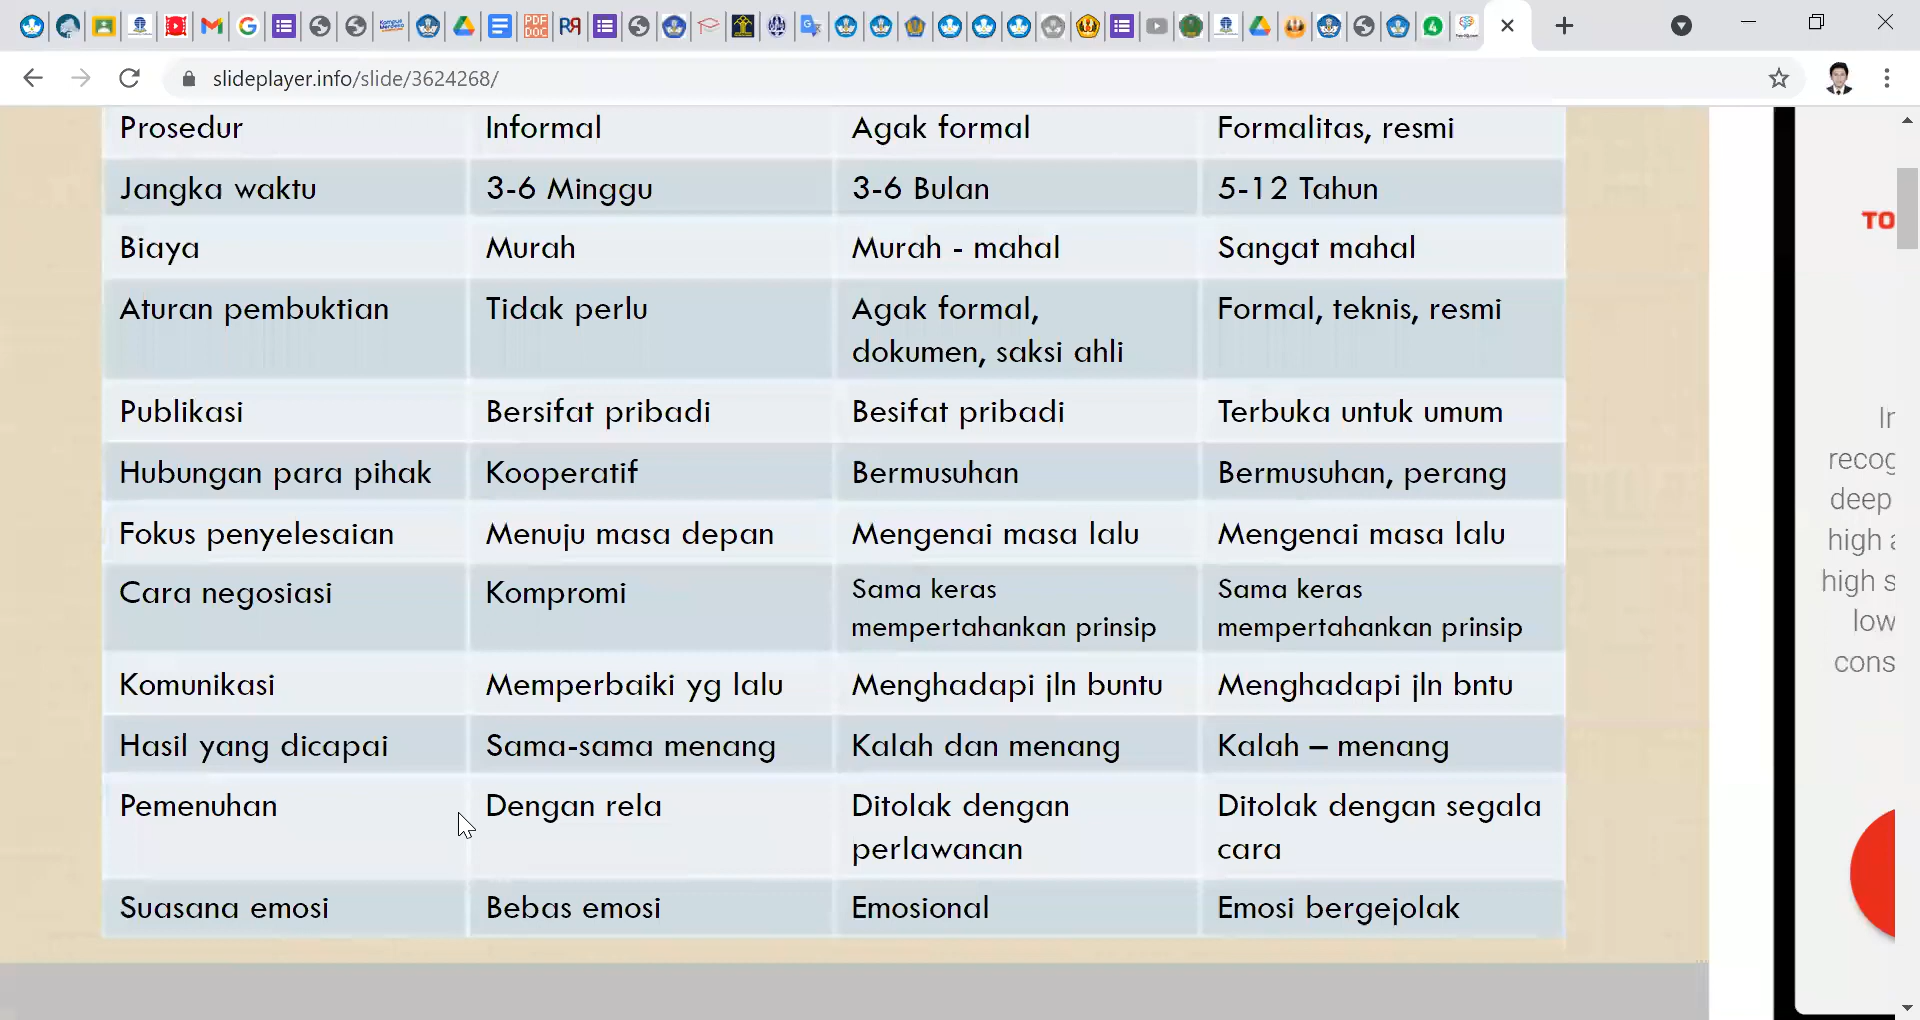 slideplayer.info/slide/3624268/
Prosedur Informal Agak formal Formalitas, resmi
Jangka waktu 3-6 Minggu 3-6 Bulan 5-12 Tahun
Biaya Murah Murah - mahal Sangat mahal
Aturan pembuktian Tidak perlu Agak formal, Formal, teknis, resmi
dokumen, saksi ahli
Publikasi Bersifat pribadi Besifat pribadi Terbuka untuk umum
Hubungan para pihak Kooperatif Bermusuhan Bermusuhan, perang
Fokus penyelesaian Menuju masa depan Mengenai masa lalu Mengenai masa lalu
Cara negosiasi Kompromi Sama keras Sama keras
mempertahankan prinsip mempertahankan prinsip
Komunikasi Memperbaiki yg lalu Menghadapi jln buntu Menghadapi jln bntu
Hasil yang dicapai Sama-sama menang Kalah dan menang Kalah – menang
Pemenuhan Dengan rela Ditolak dengan Ditolak dengan segala
perlawanan cara
Suasana emosi Bebas emosi Emosional Emosi bergejolak
TO
deep
high
high s
low
cons